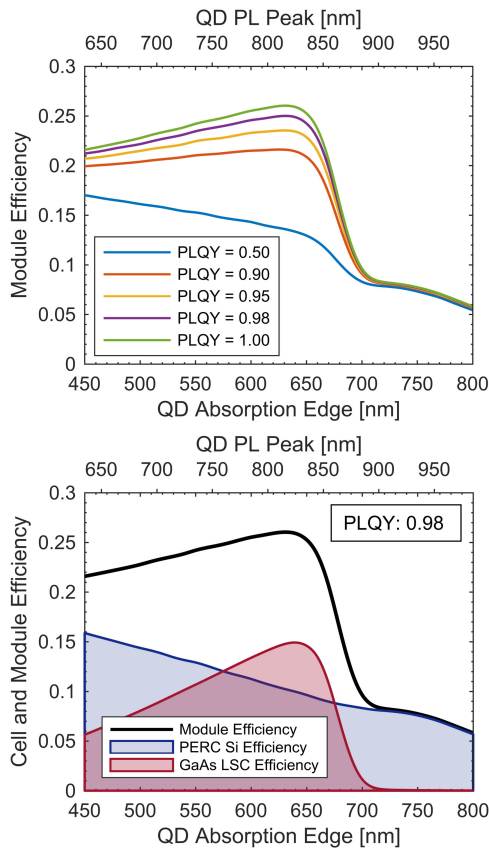 QD PL Peak [nm]
650 700 750 800 850 900 950
0.3
0.25
0.2
0.15
0.1
0.05
0
Module Efficiency
PLQY = 0.50
PLQY = 0.90
PLQY = 0.95
PLQY = 0.98
PLQY = 1.00
450 500 550 600 650 700 750 800
QD Absorption Edge [nm]
QD PL Peak [nm]
650 700 750 800 850 900 950
0.3
0.25
0.2
0.15
0.1
0.05
0
Cell and Module Efficiency
PLQY: 0.98
Module Efficiency
PERC Si Efficiency
GaAs LSC Efficiency
450 500 550 600 650 700 750 800
QD Absorption Edge [nm]